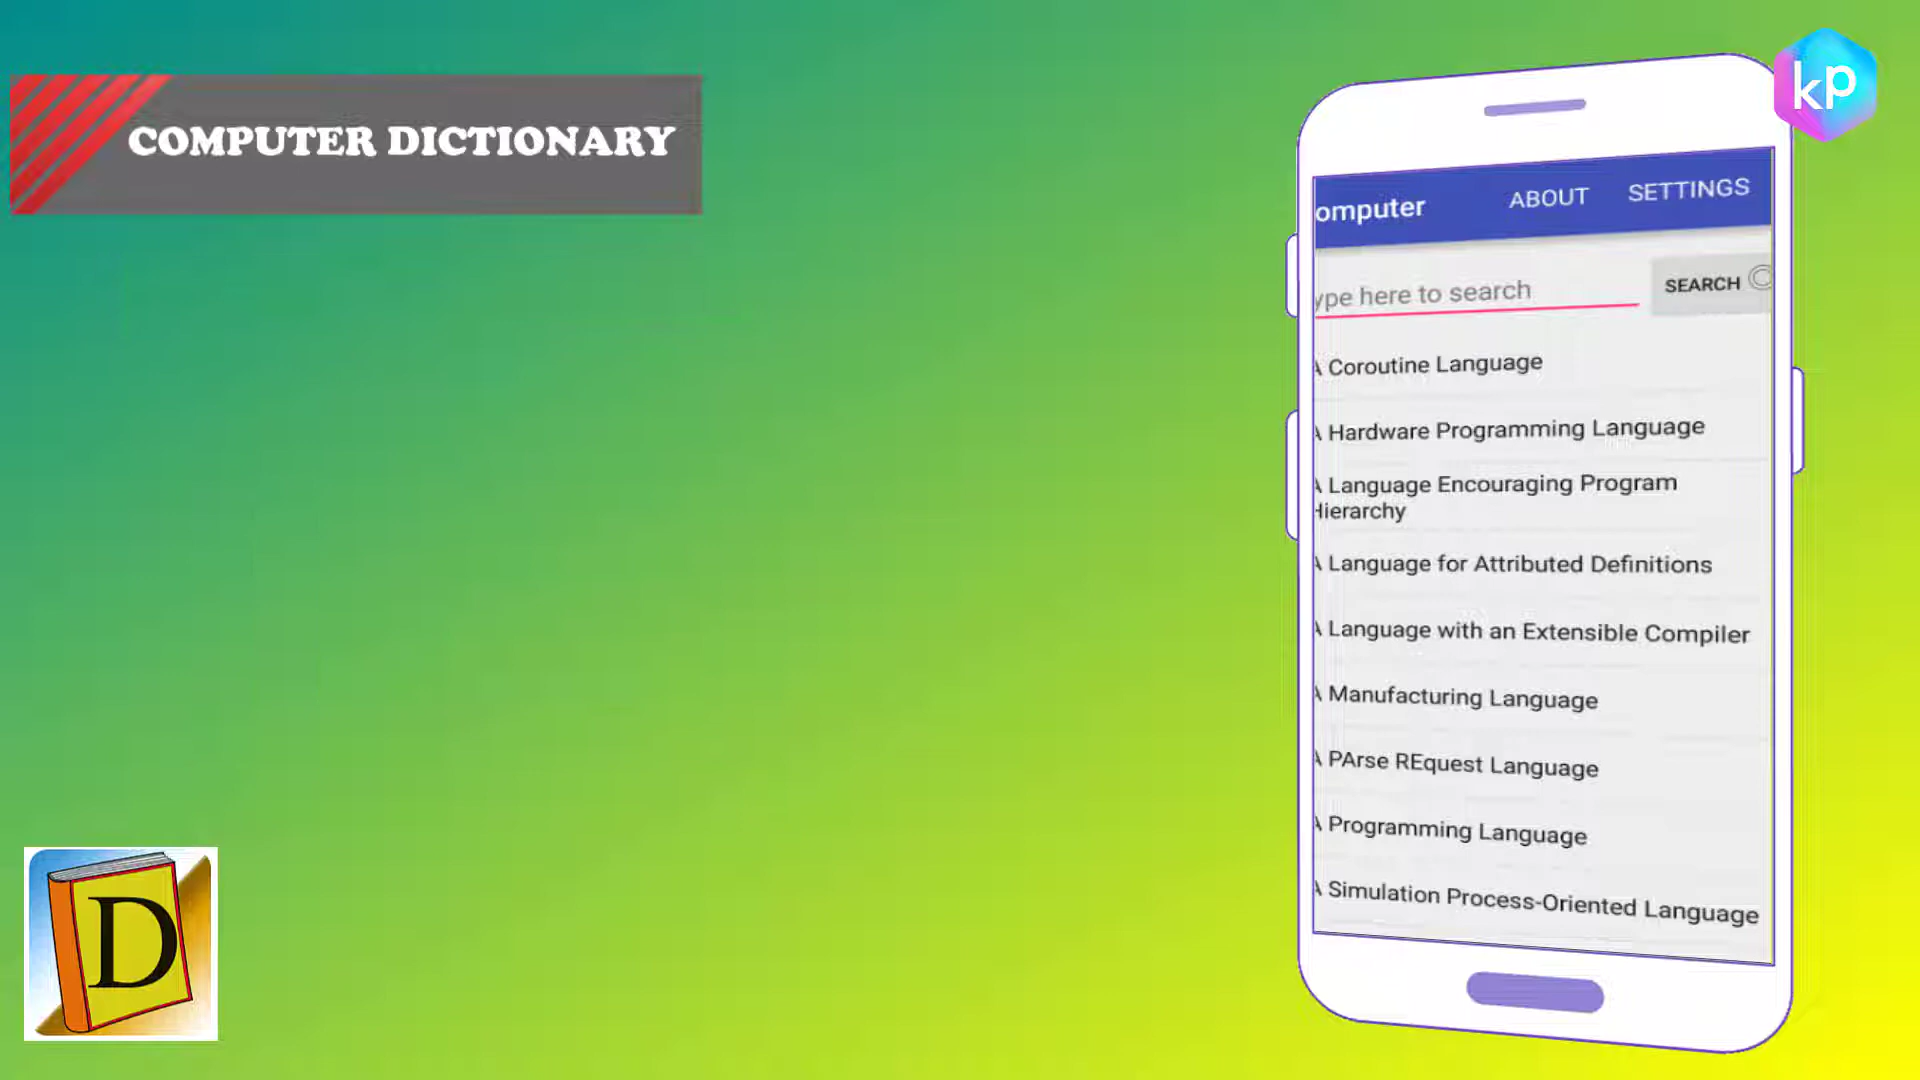 COMPUTER DICTIONARY
kp
omputer ABOUT SETTINGS
ype here to search SEARCH
A Coroutine Language
A Hardware Programming Language
A Language Encouraging Program
Hierarchy
A Language for Attributed Definitions
A Language with an Extensible Compiler
A Manufacturing Language
A PArse REquest Language
A Programming Language
A Simulation Process-Oriented Language
D